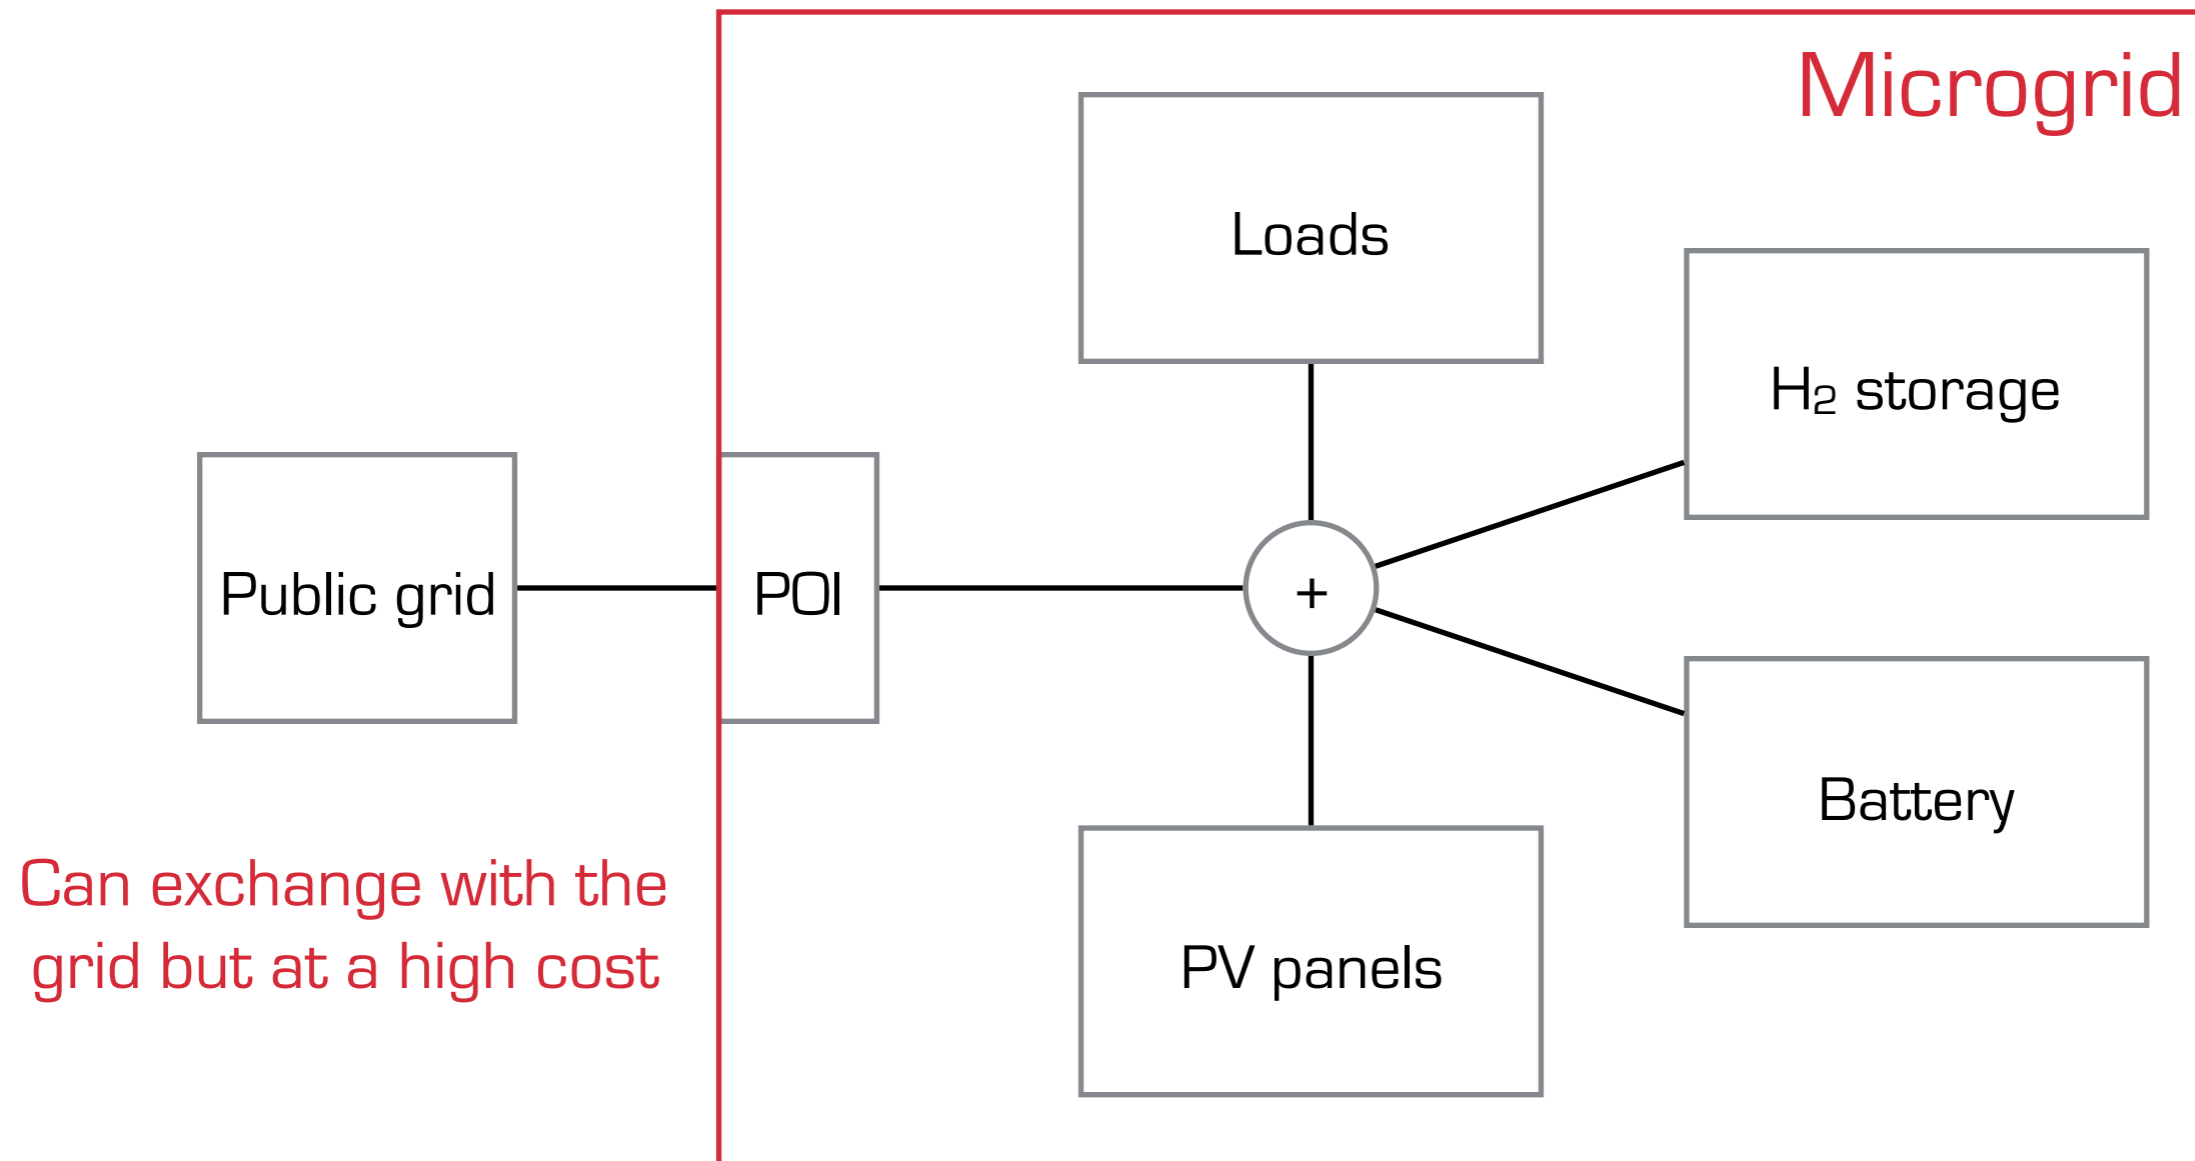 Microgrid
Loads
H₂ storage
Public grid
POI
+
Battery
Can exchange with the
grid but at a high cost
PV panels